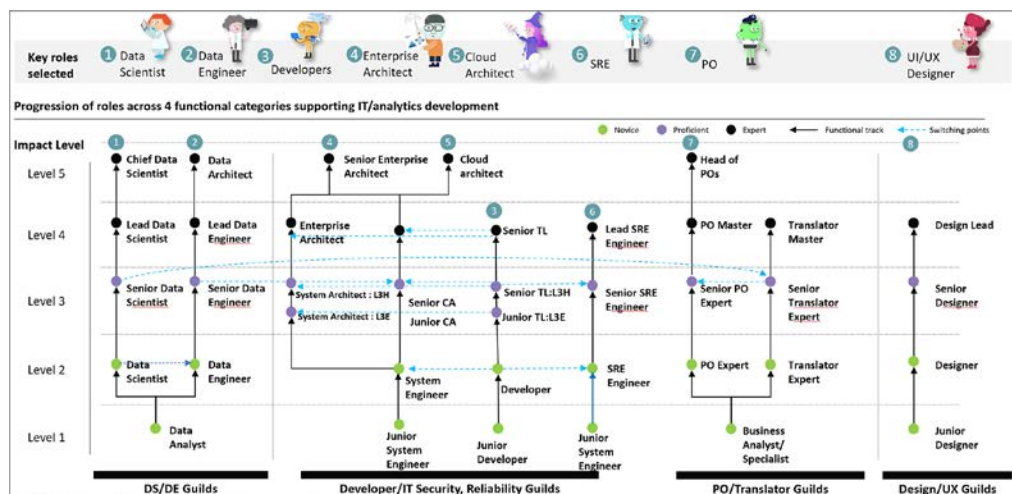 Key roles
selected
1 Data
Scientist
2 Data
Engineer
3
Developers
4 Enterprise
Architect
5 Cloud
Architect
6 SRE
7 PO
8 UI/UX
Designer
Progression of roles across 4 functional categories supporting IT/analytics development
Novice
Proficient
Expert
Functional track
Switching points
Impact Level
1
2
4
5
7
8
Level 5
Chief Data
Scientist
Data
Architect
Senior Enterprise
Architect
Cloud
architect
Head of
POs
3
6
Level 4
Lead Data
Scientist
Lead Data
Engineer
Enterprise
Architect
Senior TL
Lead SRE
Engineer
PO Master
Translator
Master
Design Lead
Level 3
Senior Data
Scientist
Senior Data
Engineer
System Architect : L3H
System Architect : L3E
Senior CA
Junior CA
Senior TL:L3H
Junior TL:L3E
Senior SRE
Engineer
Senior PO
Expert
Senior
Translator
Expert
Senior
Designer
Level 2
Data
Scientist
Data
Engineer
System
Engineer
Developer
SRE
Engineer
PO Expert
Translator
Expert
Designer
Level 1
Data
Analyst
Junior
System
Engineer
Junior
Developer
Junior
System
Engineer
Business
Analyst/
Specialist
Junior
Designer
DS/DE Guilds
Developer/IT Security, Reliability Guilds
PO/Translator Guilds
Design/UX Guilds